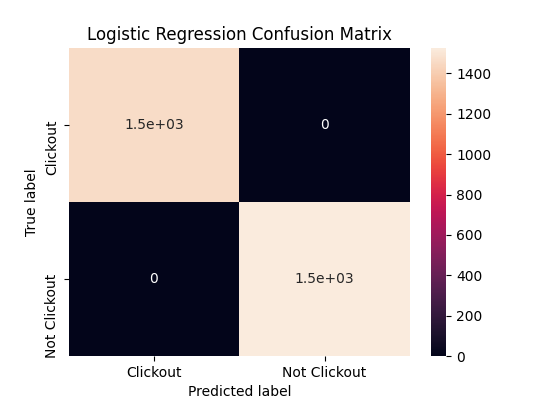 Logistic Regression Confusion Matrix
True label
Clickout
Not Clickout
1.5e+03
0
0
1.5e+03
Clickout
Not Clickout
Predicted label
1400
1200
1000
800
600
400
200
0